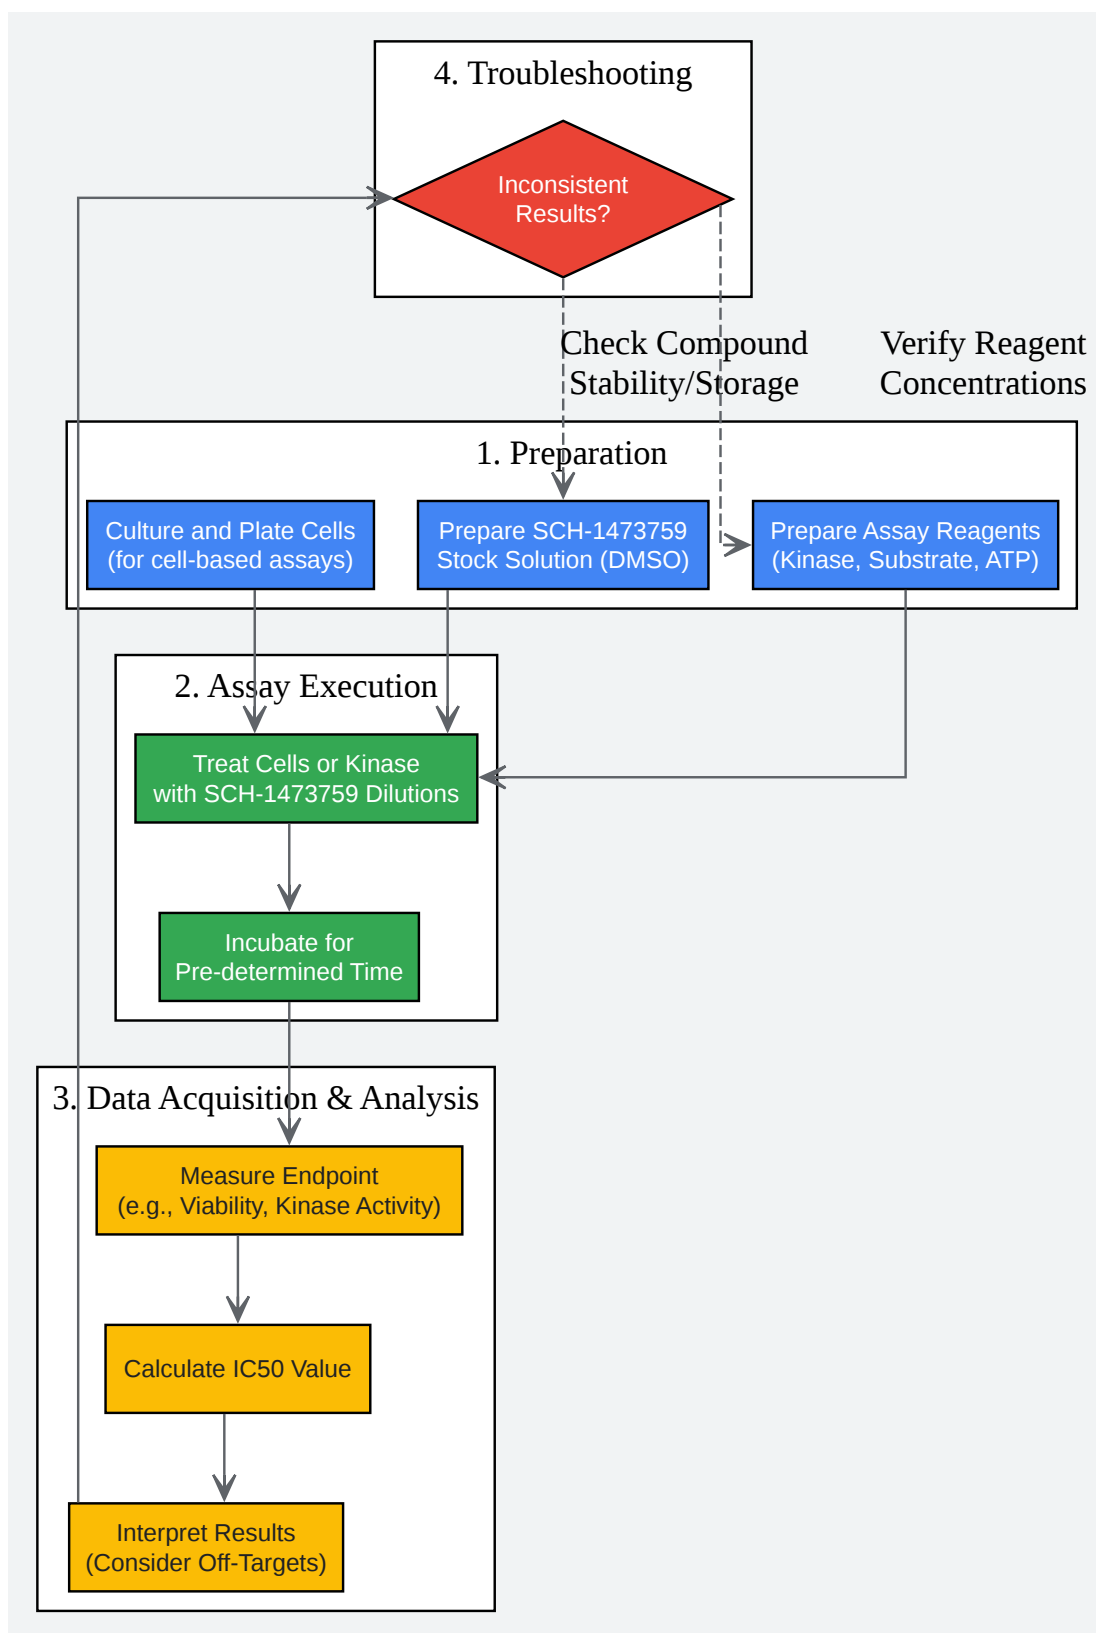 4. Troubleshooting
Inconsistent
Results?
Check Compound
Stability/Storage
Verify Reagent
Concentrations
1. Preparation
Culture and Plate Cells
(for cell-based assays)
Prepare SCH-1473759
Stock Solution (DMSO)
Prepare Assay Reagents
(Kinase, Substrate, ATP)
2. Assay Execution
Treat Cells or Kinase
with SCH-1473759 Dilutions
Incubate for
Pre-determined Time
3. Data Acquisition & Analysis
Measure Endpoint
(e.g., Viability, Kinase Activity)
Calculate IC50 Value
Interpret Results
(Consider Off-Targets)